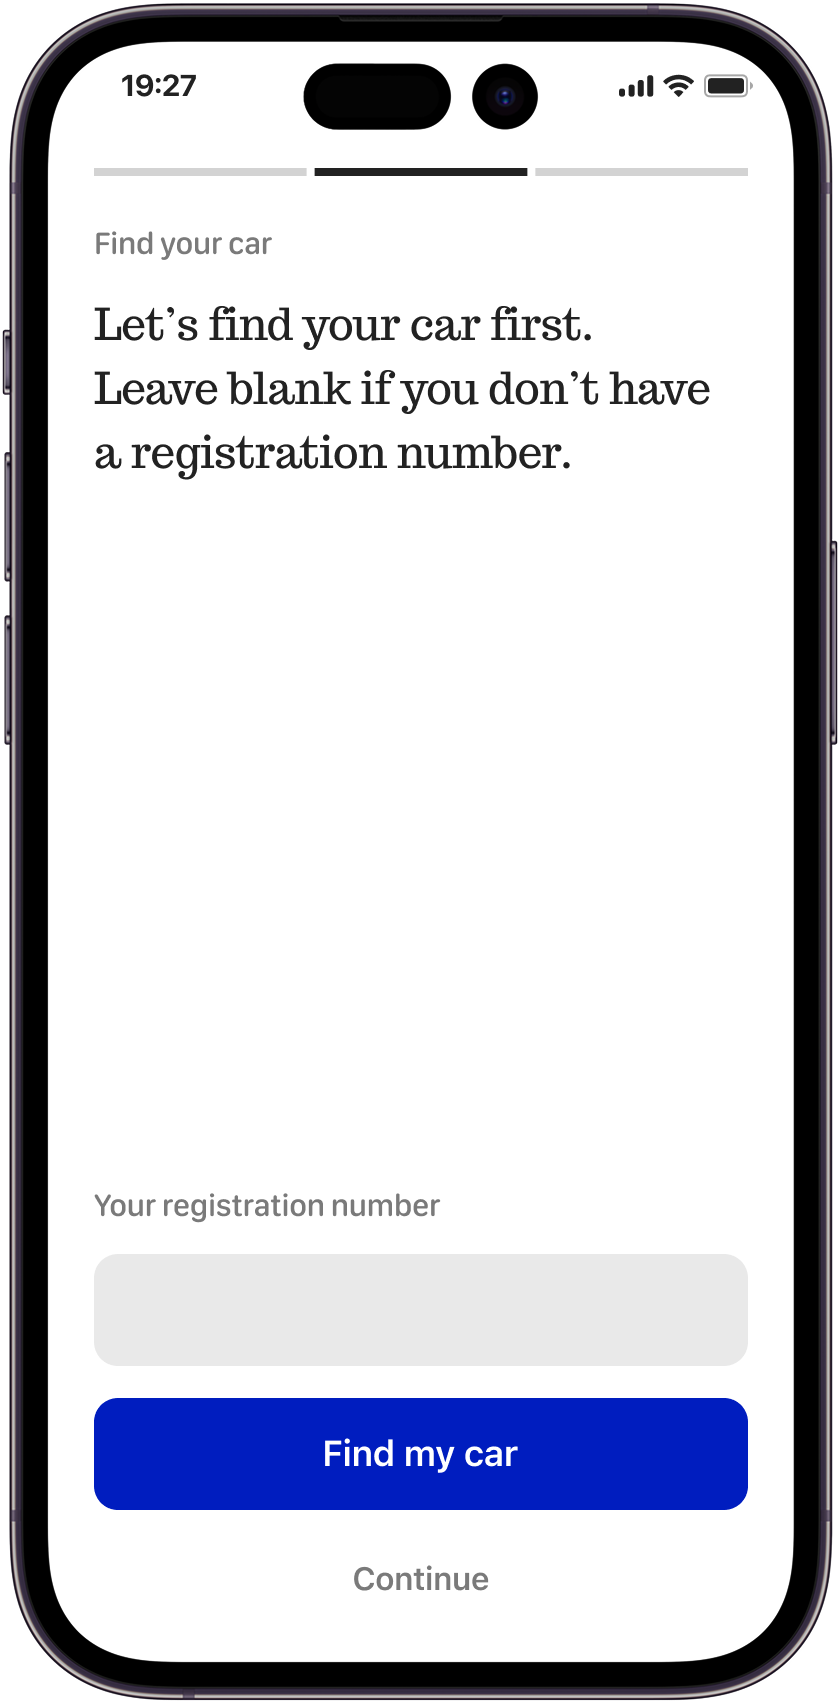 19:27
Find your car
Let’s find your car first.
Leave blank if you don’t have
a registration number.
Your registration number
Find my car
Continue